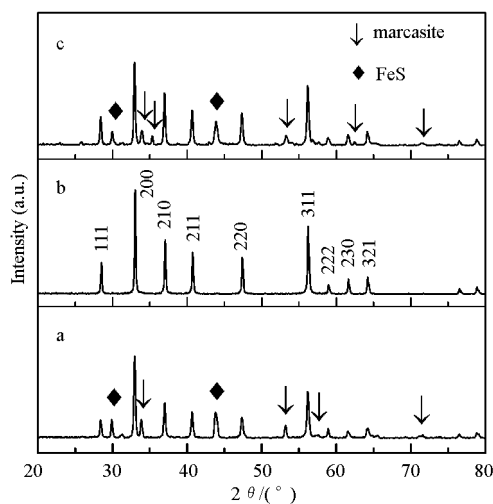 c
marcasite
FeS
b
111
200
210
211
220
311
222
230
321
a
Intensity (a.u.)
20 30 40 50 60 70 80
2 θ/(°)